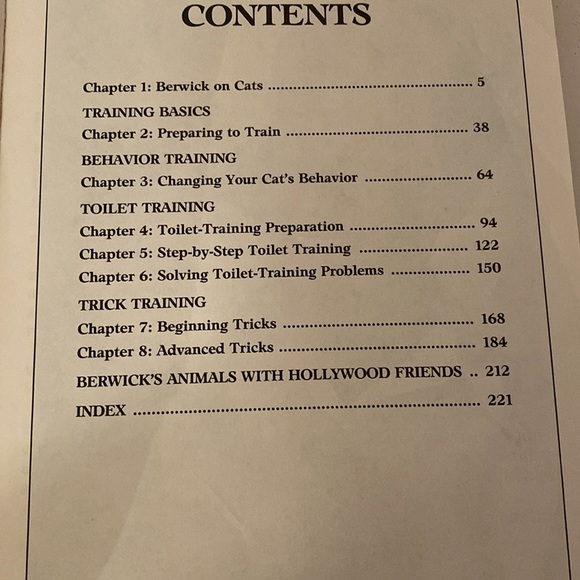 CONTENTS
Chapter 1: Berwick on Cats ........................................................ 5
TRAINING BASICS
Chapter 2: Preparing to Train .................................................. 38
BEHAVIOR TRAINING
Chapter 3: Changing Your Cat's Behavior ............................. 64
TOILET TRAINING
Chapter 4: Toilet-Training Preparation .................................. 94
Chapter 5: Step-by-Step Toilet Training ............................. 122
Chapter 6: Solving Toilet-Training Problems ..................... 150
TRICK TRAINING
Chapter 7: Beginning Tricks .................................................... 168
Chapter 8: Advanced Tricks ..................................................... 184
BERWICK'S ANIMALS WITH HOLLYWOOD FRIENDS .. 212
INDEX .............................................................................................. 221